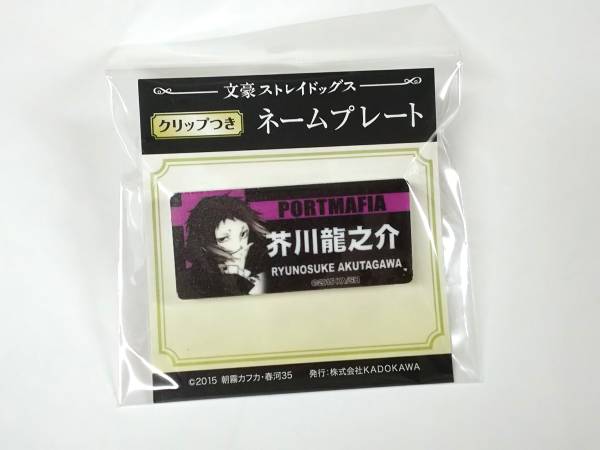 文豪ストレイドッグス
クリップつき ネームプレート
PORTMAFIA
芥川龍之介
RYUNOSUKE AKUTAGAWA
©2015 朝霧カフカ・春河35 発行:株式会社KADOKAWA